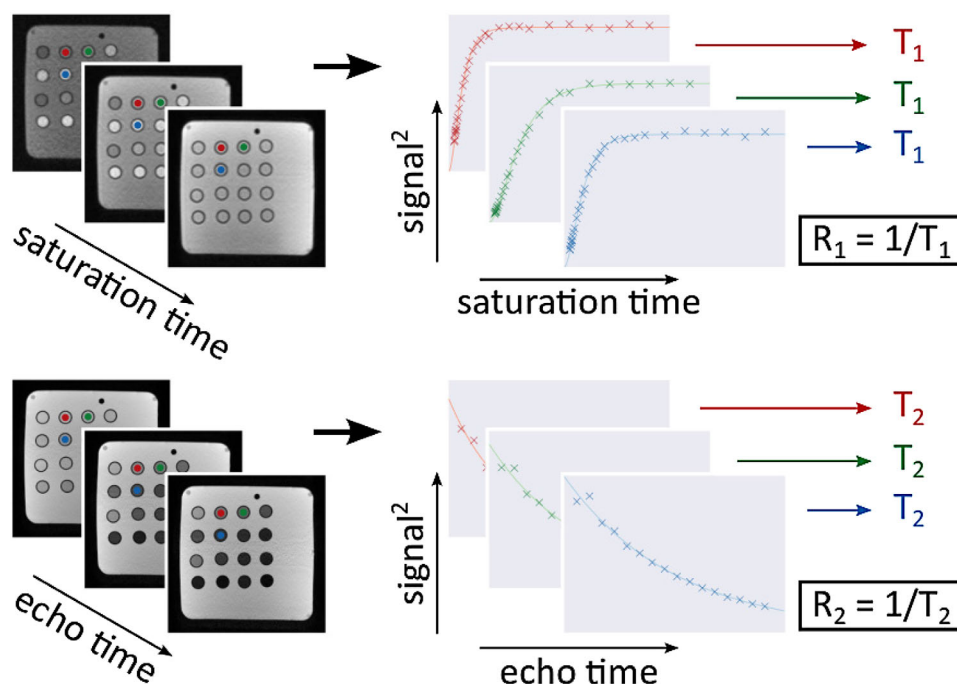 signal²
T₁
T₁
T₁
R₁ = 1/T₁
saturation time
saturation time
signal²
T₂
T₂
T₂
R₂ = 1/T₂
echo time
echo time